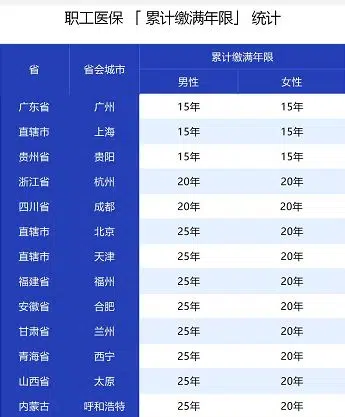 职工医保 「 累计缴满年限」 统计
省 省会城市 累计缴满年限
男性 女性
广东省 广州 15年 15年
直辖市 上海 15年 15年
贵州省 贵阳 15年 15年
浙江省 杭州 20年 20年
四川省 成都 20年 20年
直辖市 北京 25年 20年
直辖市 天津 25年 20年
福建省 福州 25年 20年
安徽省 合肥 25年 20年
甘肃省 兰州 25年 20年
青海省 西宁 25年 20年
山西省 太原 25年 20年
内蒙古 呼和浩特 25年 20年